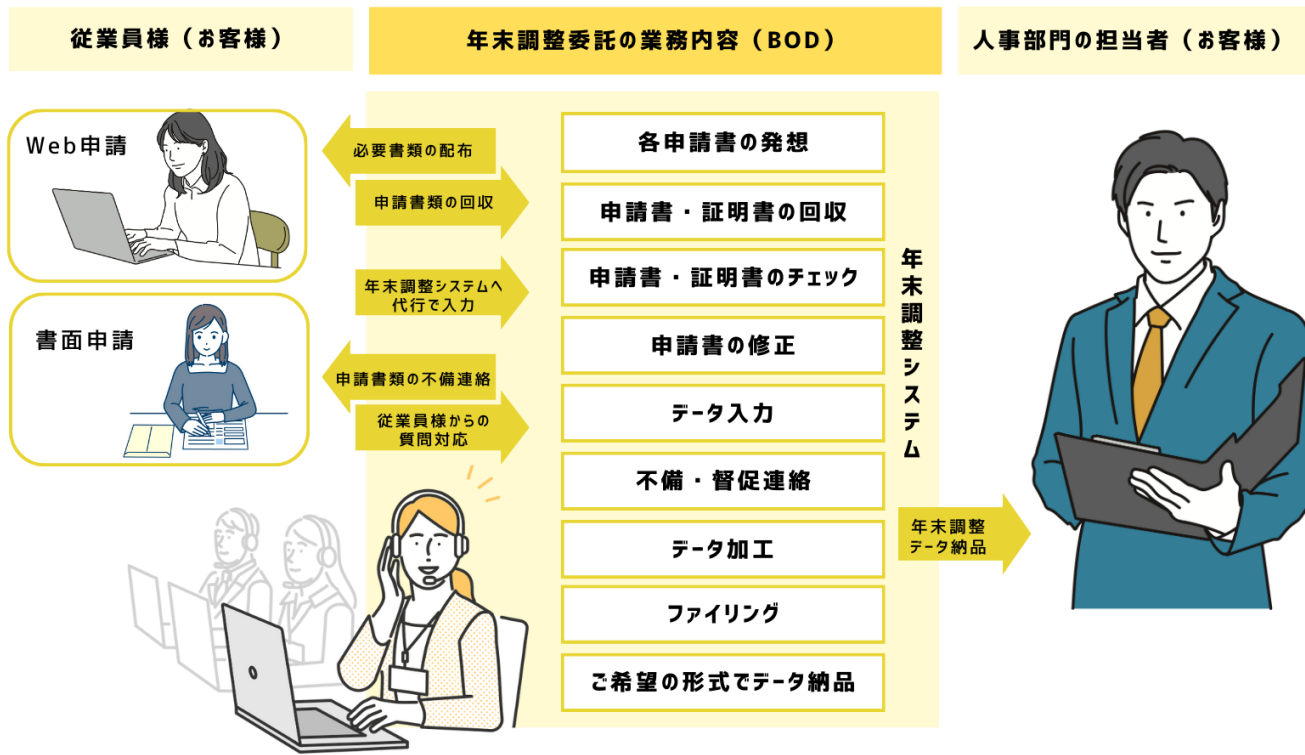 従業員様（お客様）
年末調整委託の業務内容（BOD）
人事部門の担当者（お客様）
Web申請
書面申請
必要書類の配布
申請書類の回収
年末調整システムへ
代行で入力
申請書類の不備連絡
従業員様からの
質問対応
各申請書の発想
申請書・証明書の回収
申請書・証明書のチェック
申請書の修正
データ入力
不備・督促連絡
データ加工
ファイリング
ご希望の形式でデータ納品
年末調整システム
年末調整
データ納品